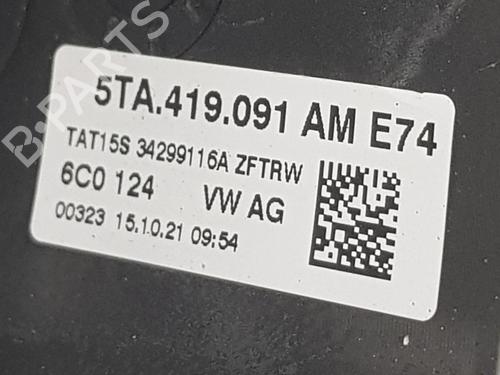 5TA.419.091 AM E74
TAT15S 34299116A ZFTRW
6C0 124 VW AG
00323 15.10.21 09:54
B-PARTS